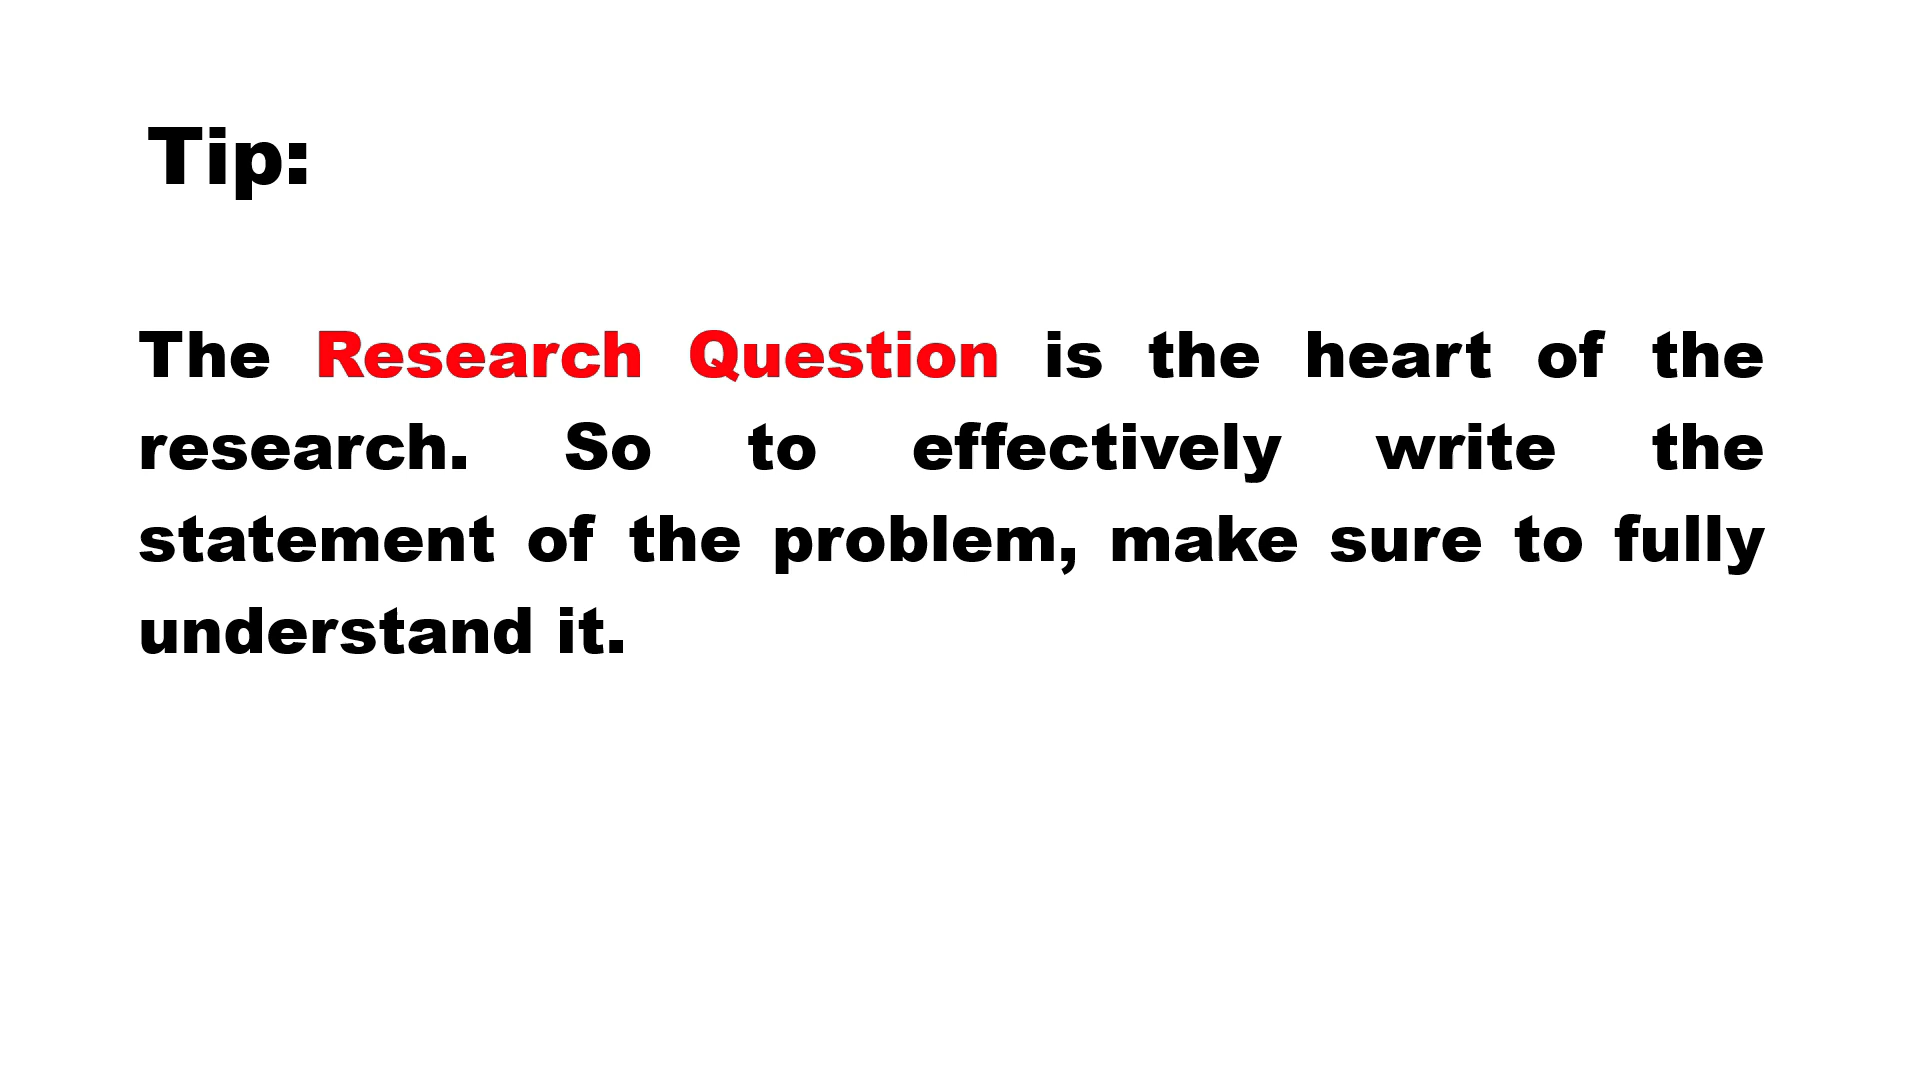 Tip:
The Research Question is the heart of the
research. So to effectively write the
statement of the problem, make sure to fully
understand it.